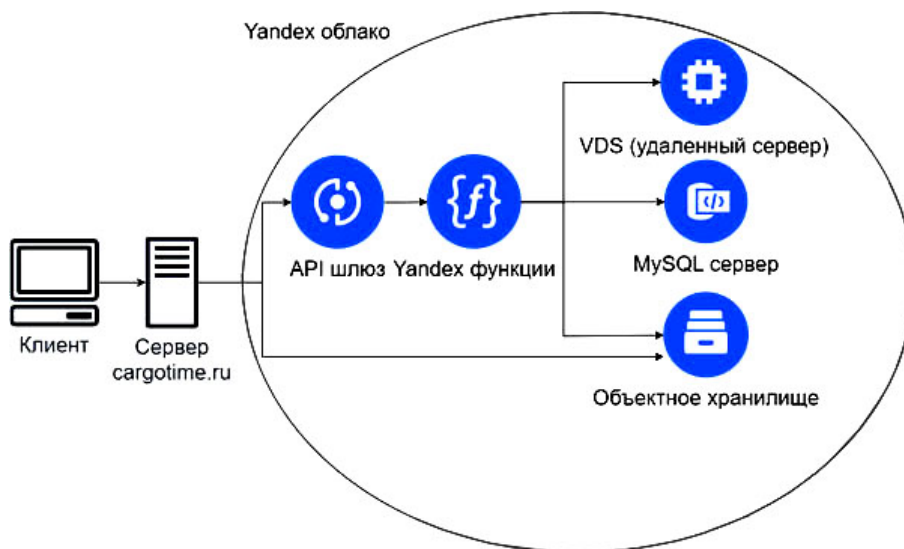 Yandex облако
VDS (удаленный сервер)
API шлюз
Yandex функции
MySQL сервер
Клиент
Сервер
cargotime.ru
Объектное хранилище